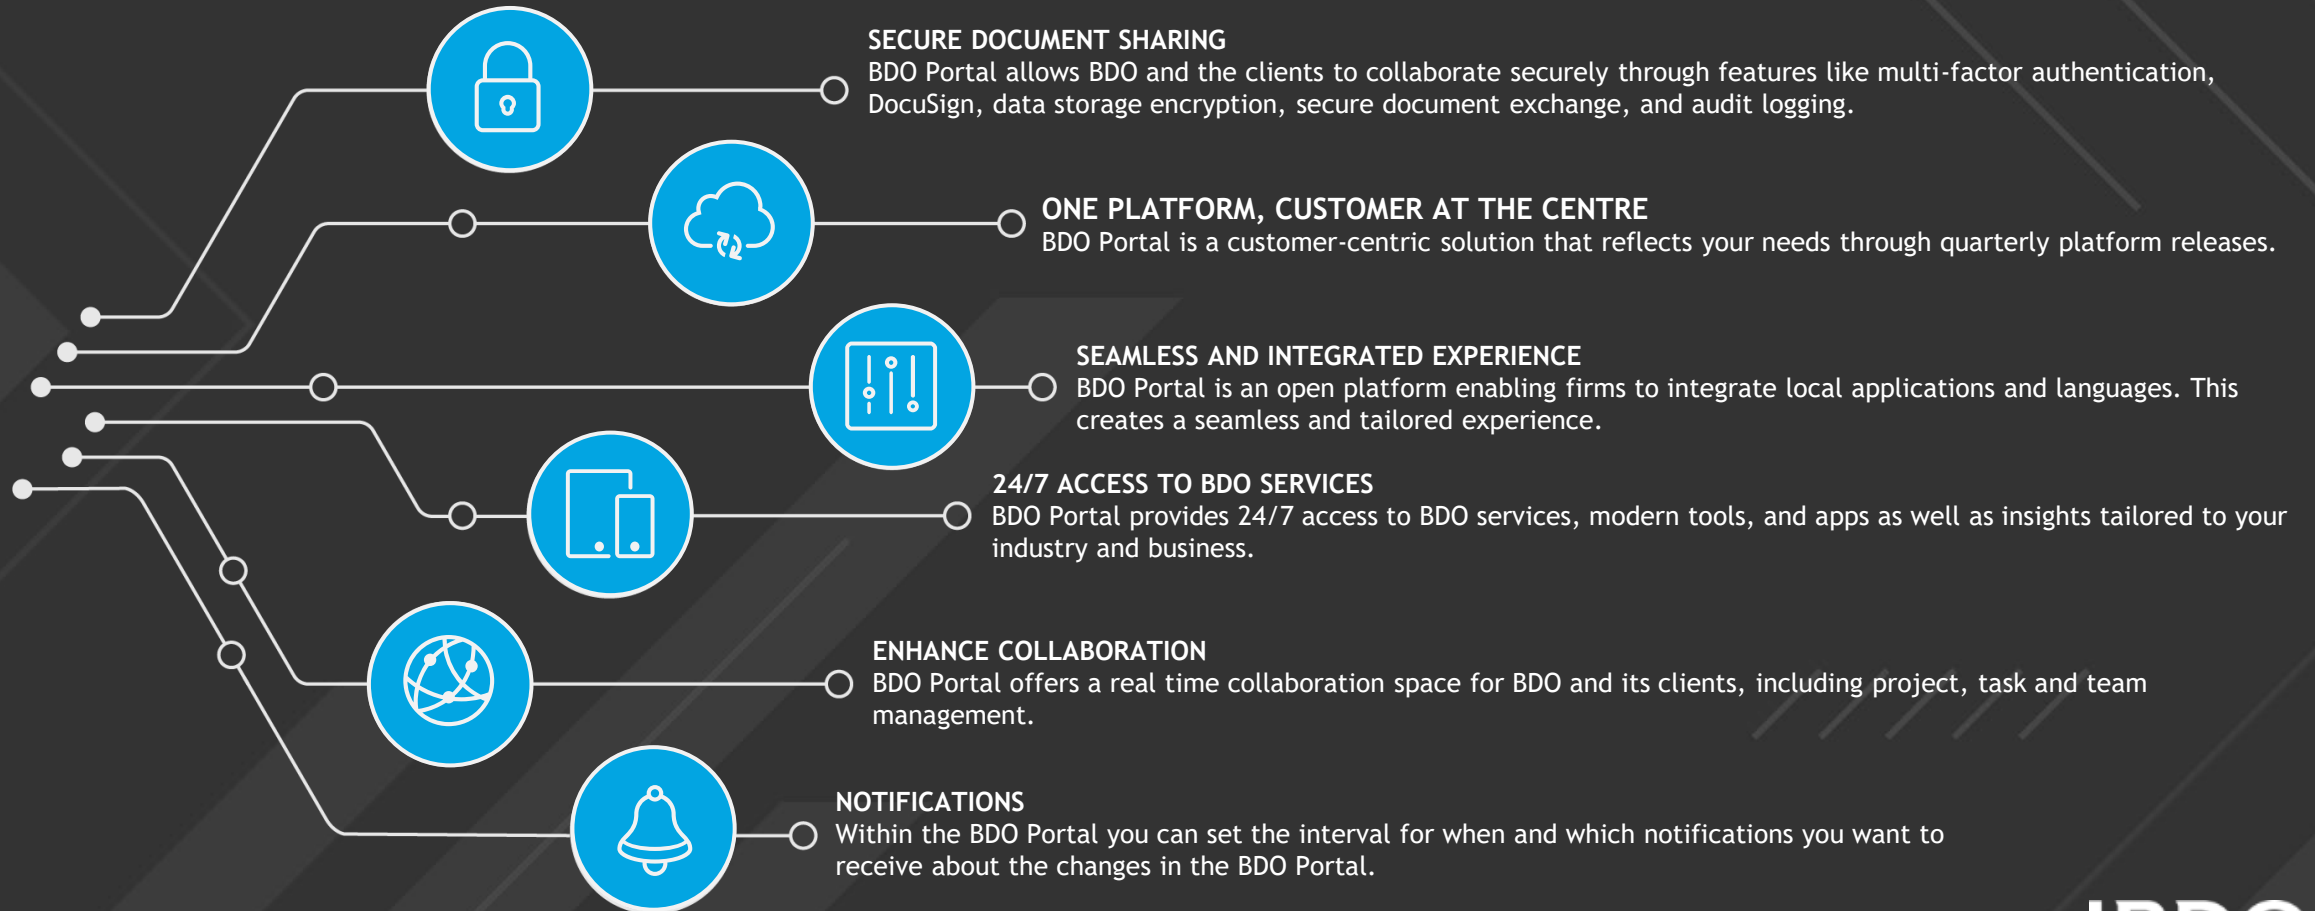 SECURE DOCUMENT SHARING
BDO Portal allows BDO and the clients to collaborate securely through features like multi-factor authentication,
DocuSign, data storage encryption, secure document exchange, and audit logging.
ONE PLATFORM, CUSTOMER AT THE CENTRE
BDO Portal is a customer-centric solution that reflects your needs through quarterly platform releases.
SEAMLESS AND INTEGRATED EXPERIENCE
BDO Portal is an open platform enabling firms to integrate local applications and languages. This
creates a seamless and tailored experience.
24/7 ACCESS TO BDO SERVICES
BDO Portal provides 24/7 access to BDO services, modern tools, and apps as well as insights tailored to your
industry and business.
ENHANCE COLLABORATION
BDO Portal offers a real time collaboration space for BDO and its clients, including project, task and team
management.
NOTIFICATIONS
Within the BDO Portal you can set the interval for when and which notifications you want to
receive about the changes in the BDO Portal.